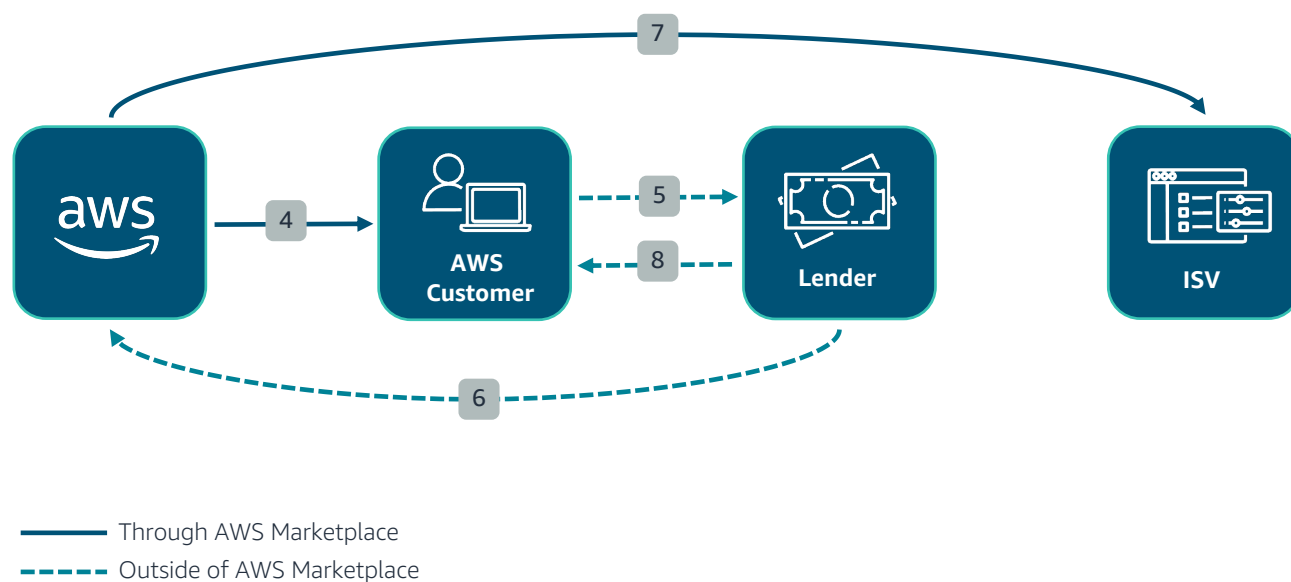 7
aws
4
AWS
Customer
5
8
Lender
ISV
6
Through AWS Marketplace
Outside of AWS Marketplace